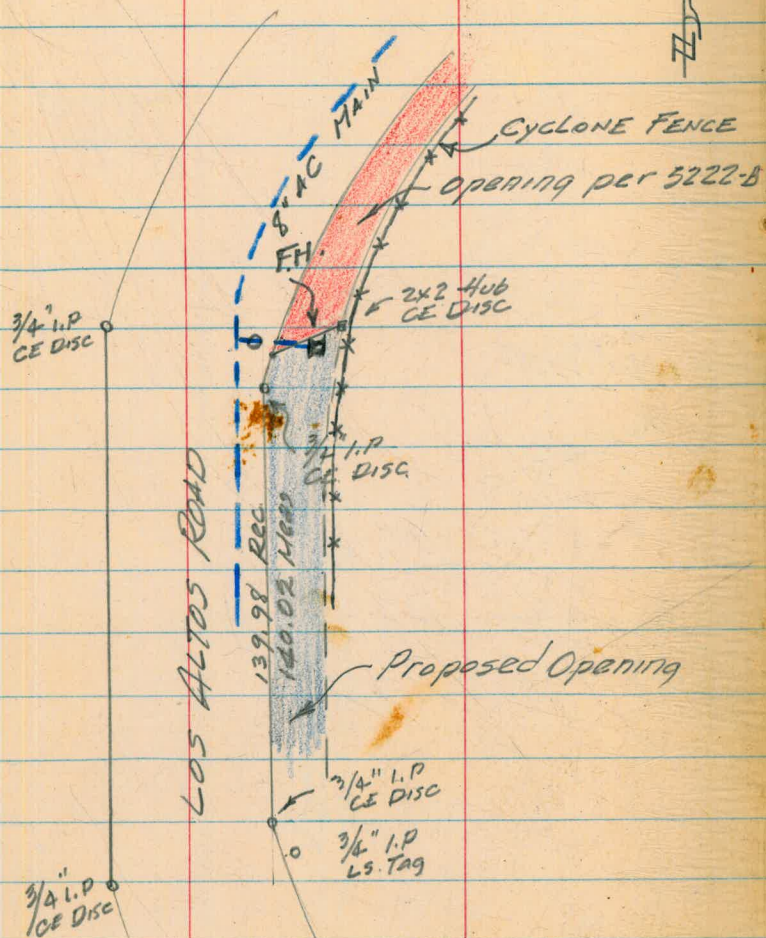 8" AC MAIN
CYCLONE FENCE
opening per 5222-B
F.H.
2x2 Hub
CE DISC
3/4" I.P
CE DISC
3/4" I.P
CE DISC
LOS ALTOS ROAD
139.98 Rec
140.02 Meas
Proposed Opening
3/4" I.P
CE DISC
3/4" I.P
LS. Tag
3/4" I.P
CE DISC